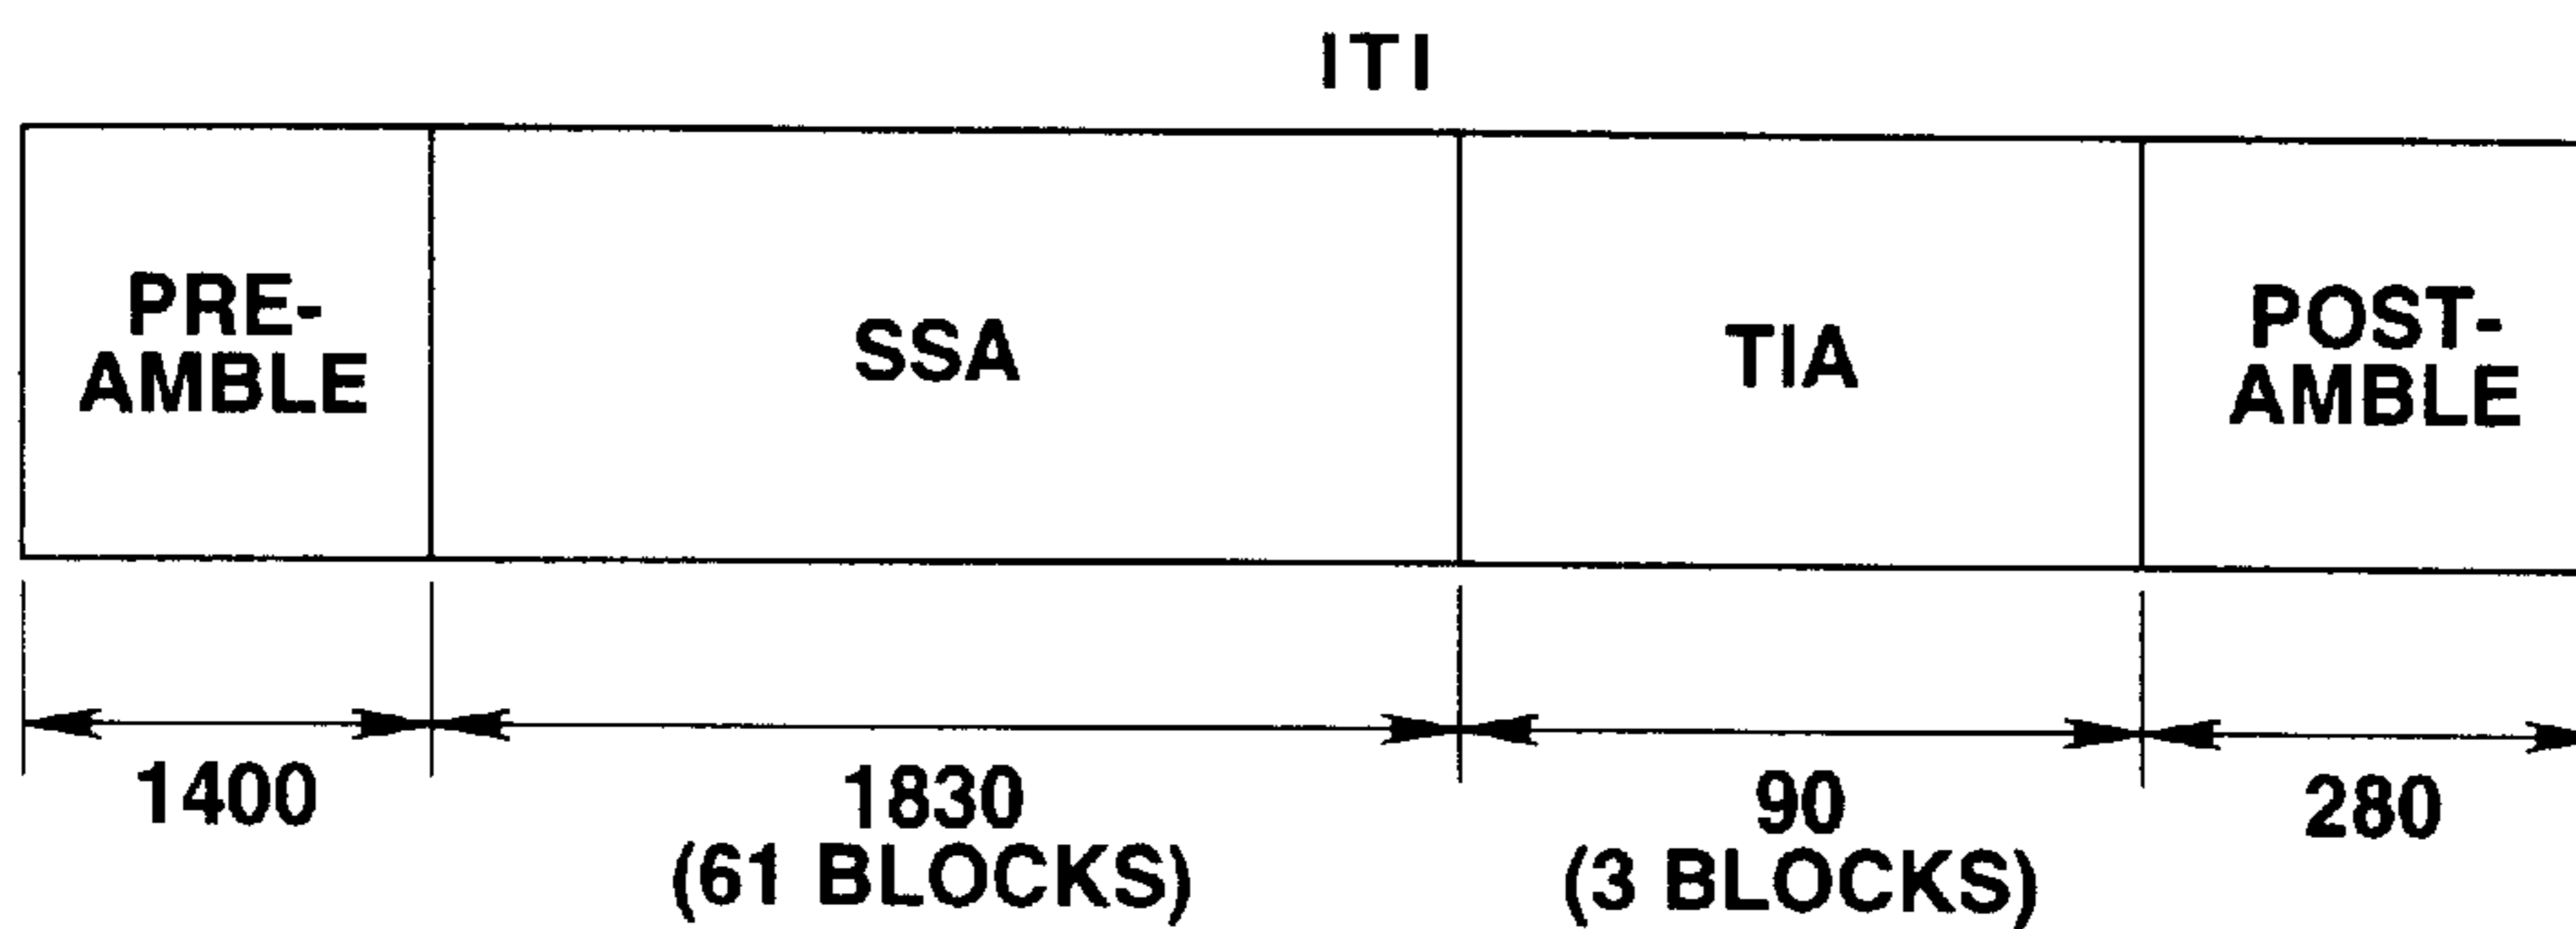 ITI
PRE-
AMBLE
SSA
TIA
POST-
AMBLE
1400
1830
(61 BLOCKS)
90
(3 BLOCKS)
280